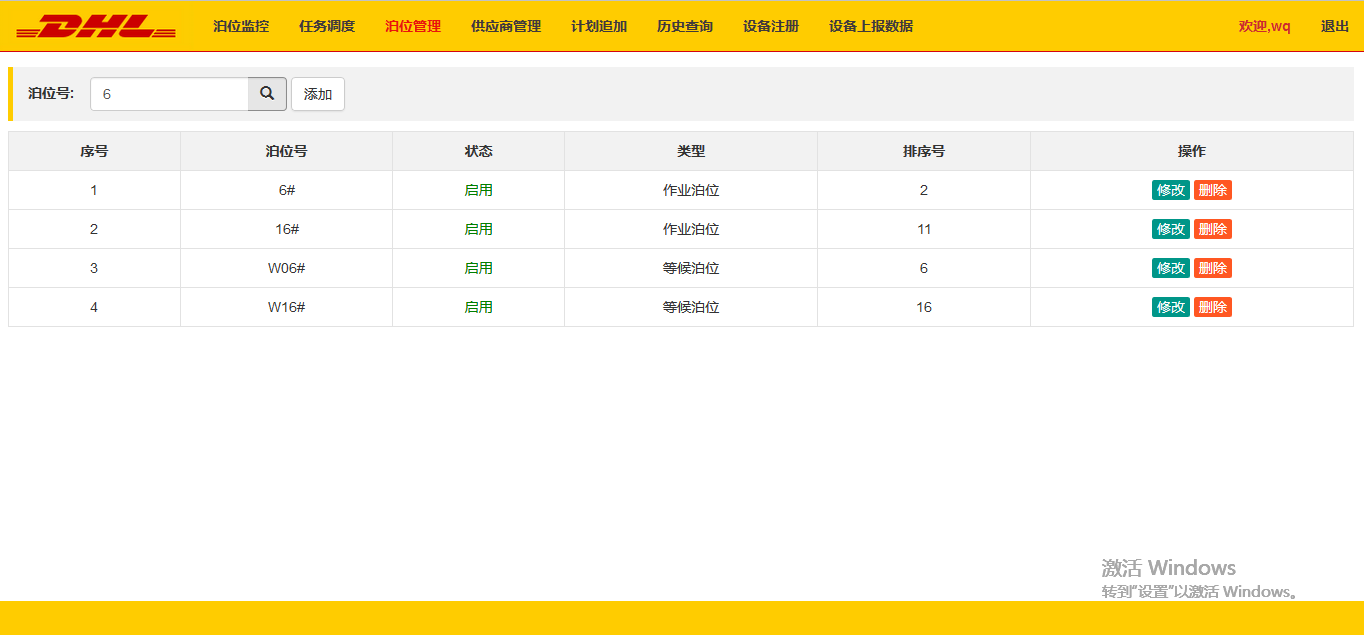 DHL 泊位监控 任务调度 泊位管理 供应商管理 计划追加 历史查询 设备注册 设备上报数据 欢迎,wq 退出
泊位号: 6 添加
序号 泊位号 状态 类型 排序号 操作
1 6# 启用 作业泊位 2 修改 删除
2 16# 启用 作业泊位 11 修改 删除
3 W06# 启用 等候泊位 6 修改 删除
4 W16# 启用 等候泊位 16 修改 删除
激活 Windows
转到"设置"以激活 Windows。